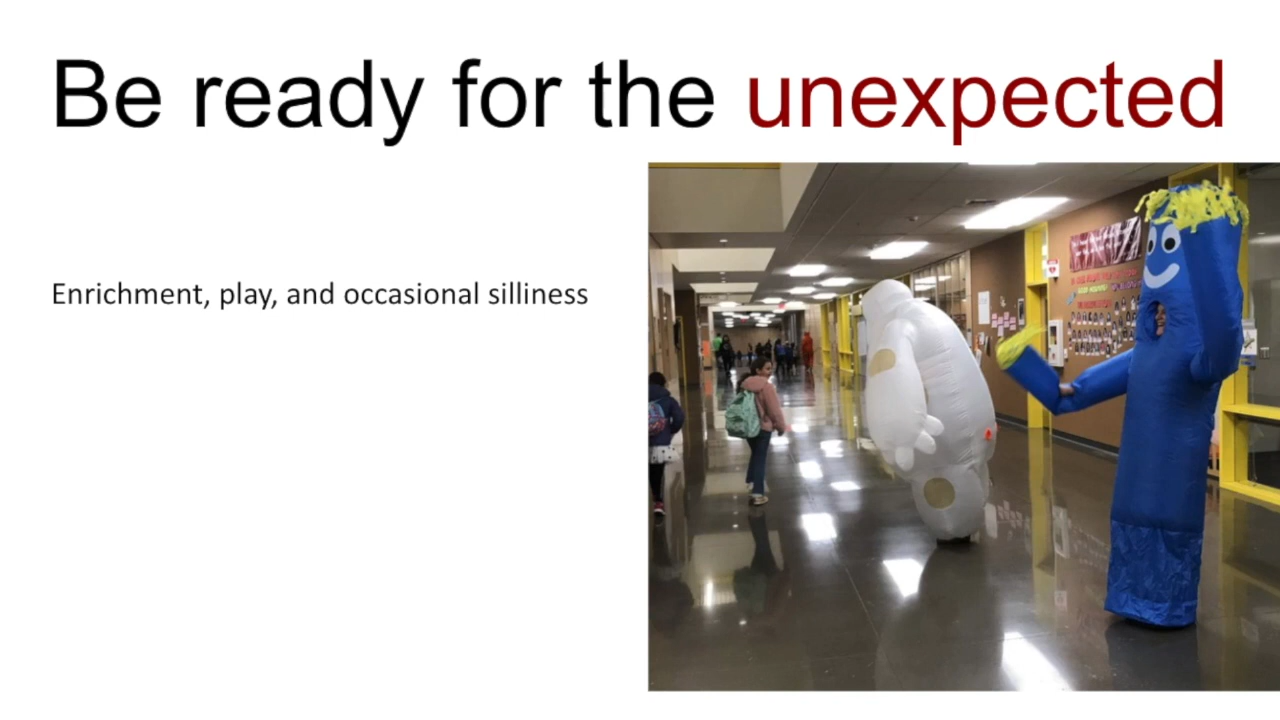 Be ready for the unexpected
Enrichment, play, and occasional silliness